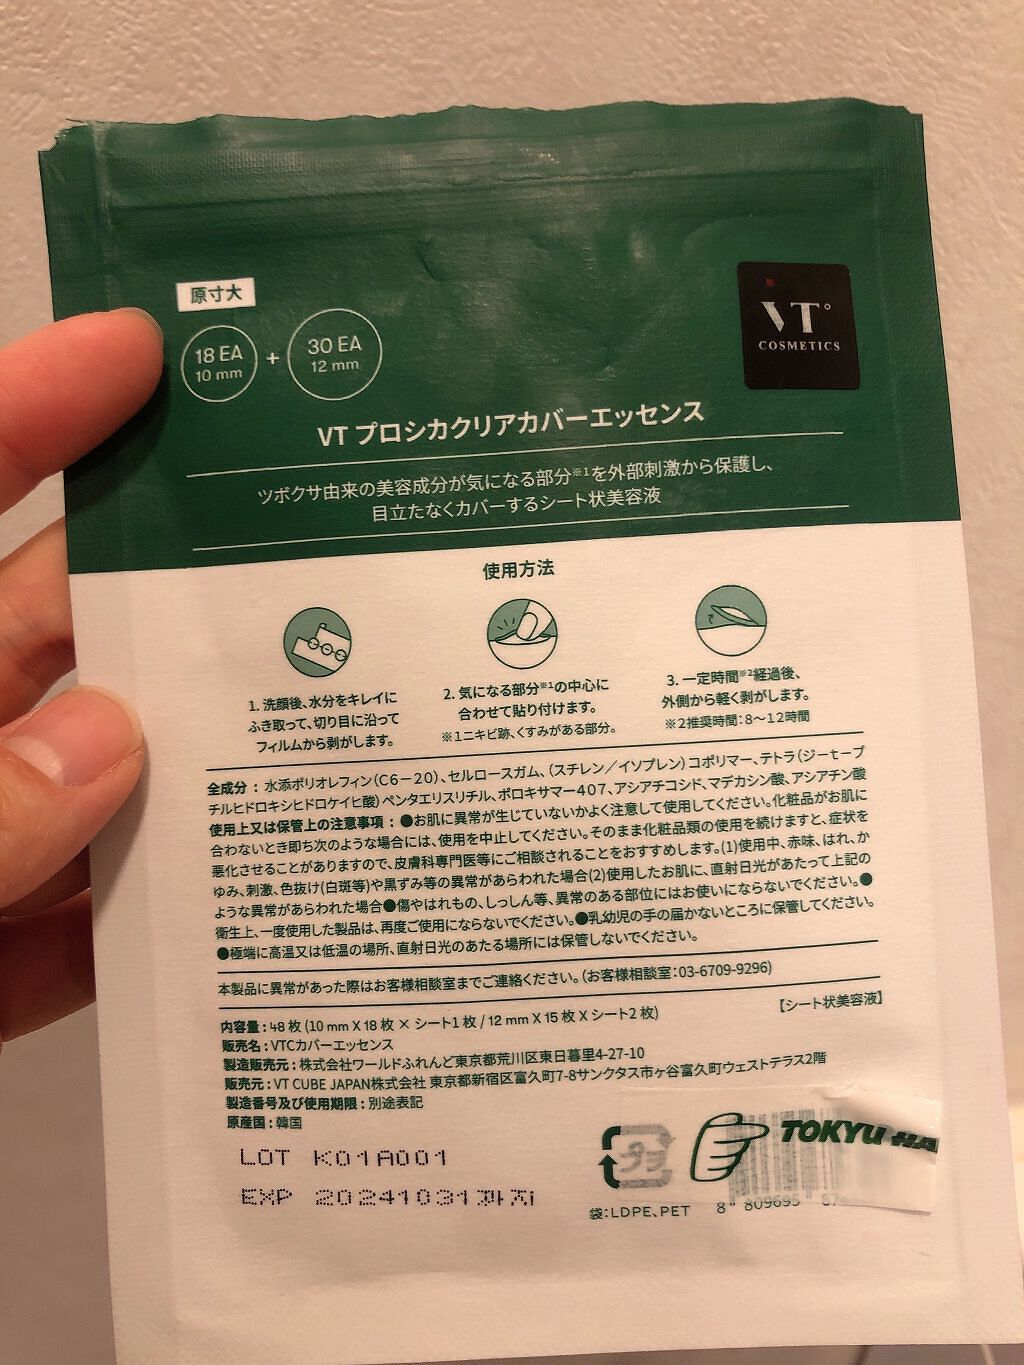 原寸大
18 EA
10 mm
+
30 EA
12 mm
VT°
COSMETICS
VT プロシカクリアカバーエッセンス
ツボクサ由来の美容成分が気になる部分※1を外部刺激から保護し、
目立たなくカバーするシート状美容液
使用方法
1. 洗顔後、水分をキレイに
ふき取って、切り目に沿って
フィルムから剥がします。
2. 気になる部分※1の中心に
合わせて貼り付けます。
※1ニキビ跡、くすみがある部分。
3. 一定時間※2経過後、
外側から軽く剥がします。
※2推奨時間:8〜12時間
全成分 : 水添ポリオレフィン(C6-20)、セルロースガム、(スチレン/イソプレン)コポリマー、テトラ(ジーtーブ
チルヒドロキシヒドロケイヒ酸)ペンタエリスリチル、ポロキサマー407、アシアチコシド、マデカシン酸、アシアチン酸
使用上又は保管上の注意事項 : ●お肌に異常が生じていないかよく注意して使用してください。化粧品がお肌に
合わないとき即ち次のような場合には、使用を中止してください。そのまま化粧品類の使用を続けますと、症状を
悪化させることがありますので、皮膚科専門医等にご相談されることをおすすめします。(1)使用中、赤味、はれ、か
ゆみ、刺激、色抜け(白斑等)や黒ずみ等の異常があらわれた場合(2)使用したお肌に、直射日光があたって上記の
ような異常があらわれた場合●傷やはれもの、しっしん等、異常のある部位にはお使いにならないでください。●
衛生上、一度使用した製品は、再度ご使用にならないでください。●乳幼児の手の届かないところに保管してください。
●極端に高温又は低温の場所、直射日光のあたる場所には保管しないでください。
本製品に異常があった際はお客様相談室までご連絡ください。(お客様相談室:03-6709-9296)
【シート状美容液】
内容量 : 48 枚 (10 mm X 18 枚 × シート1 枚 / 12 mm X 15 枚 X シート2 枚)
販売名 : VTCカバーエッセンス
製造販売元 : 株式会社ワールドふれんど東京都荒川区東日暮里4-27-10
販売元 : VT CUBE JAPAN株式会社 東京都新宿区富久町7-8サンクタス市ヶ谷富久町ウェストテラス2階
製造番号及び使用期限 : 別途表記
原産国 : 韓国
LOT K01A001
EXP 20241031까지
プラ
TOKYU HA
袋:LDPE、PET
8 809695